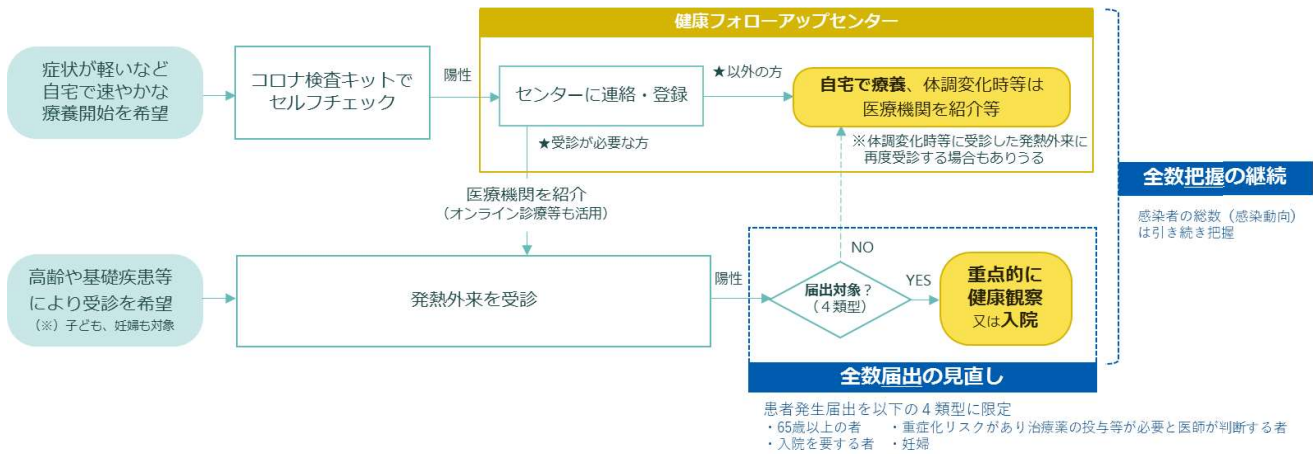 健康フォローアップセンター
症状が軽いなど
自宅で速やかな
療養開始を希望
コロナ検査キットで
セルフチェック
陽性
センターに連絡・登録
★以外の方
自宅で療養、体調変化時等は
医療機関を紹介等
※体調変化時等に受診した発熱外来に
再度受診する場合もありうる
★受診が必要な方
医療機関を紹介
（オンライン診療等も活用）
全数把握の継続
感染者の総数（感染動向）
は引き続き把握
高齢や基礎疾患等
により受診を希望
（※）子ども、妊婦も対象
発熱外来を受診
陽性
届出対象？
（４類型）
NO
YES
重点的に
健康観察
又は入院
全数届出の見直し
患者発生届出を以下の４類型に限定
・65歳以上の者　・重症化リスクがあり治療薬の投与等が必要と医師が判断する者
・入院を要する者　・妊婦